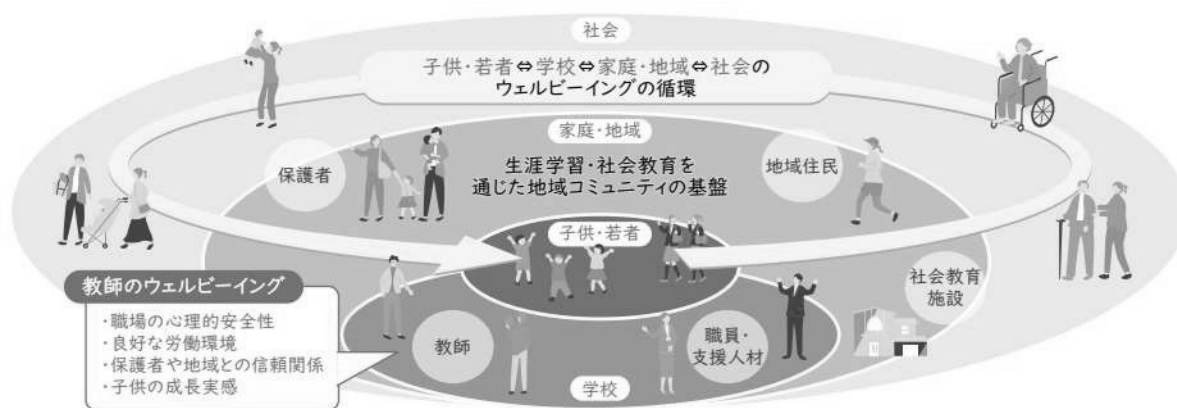 社会
子供・若者⇔学校⇔家庭・地域⇔社会の
ウェルビーイングの循環
家庭・地域
保護者
生涯学習・社会教育を
通じた地域コミュニティの基盤
地域住民
子供・若者
社会教育
施設
教師のウェルビーイング
・職場の心理的安全性
・良好な労働環境
・保護者や地域との信頼関係
・子供の成長実感
教師
職員・
支援人材
学校